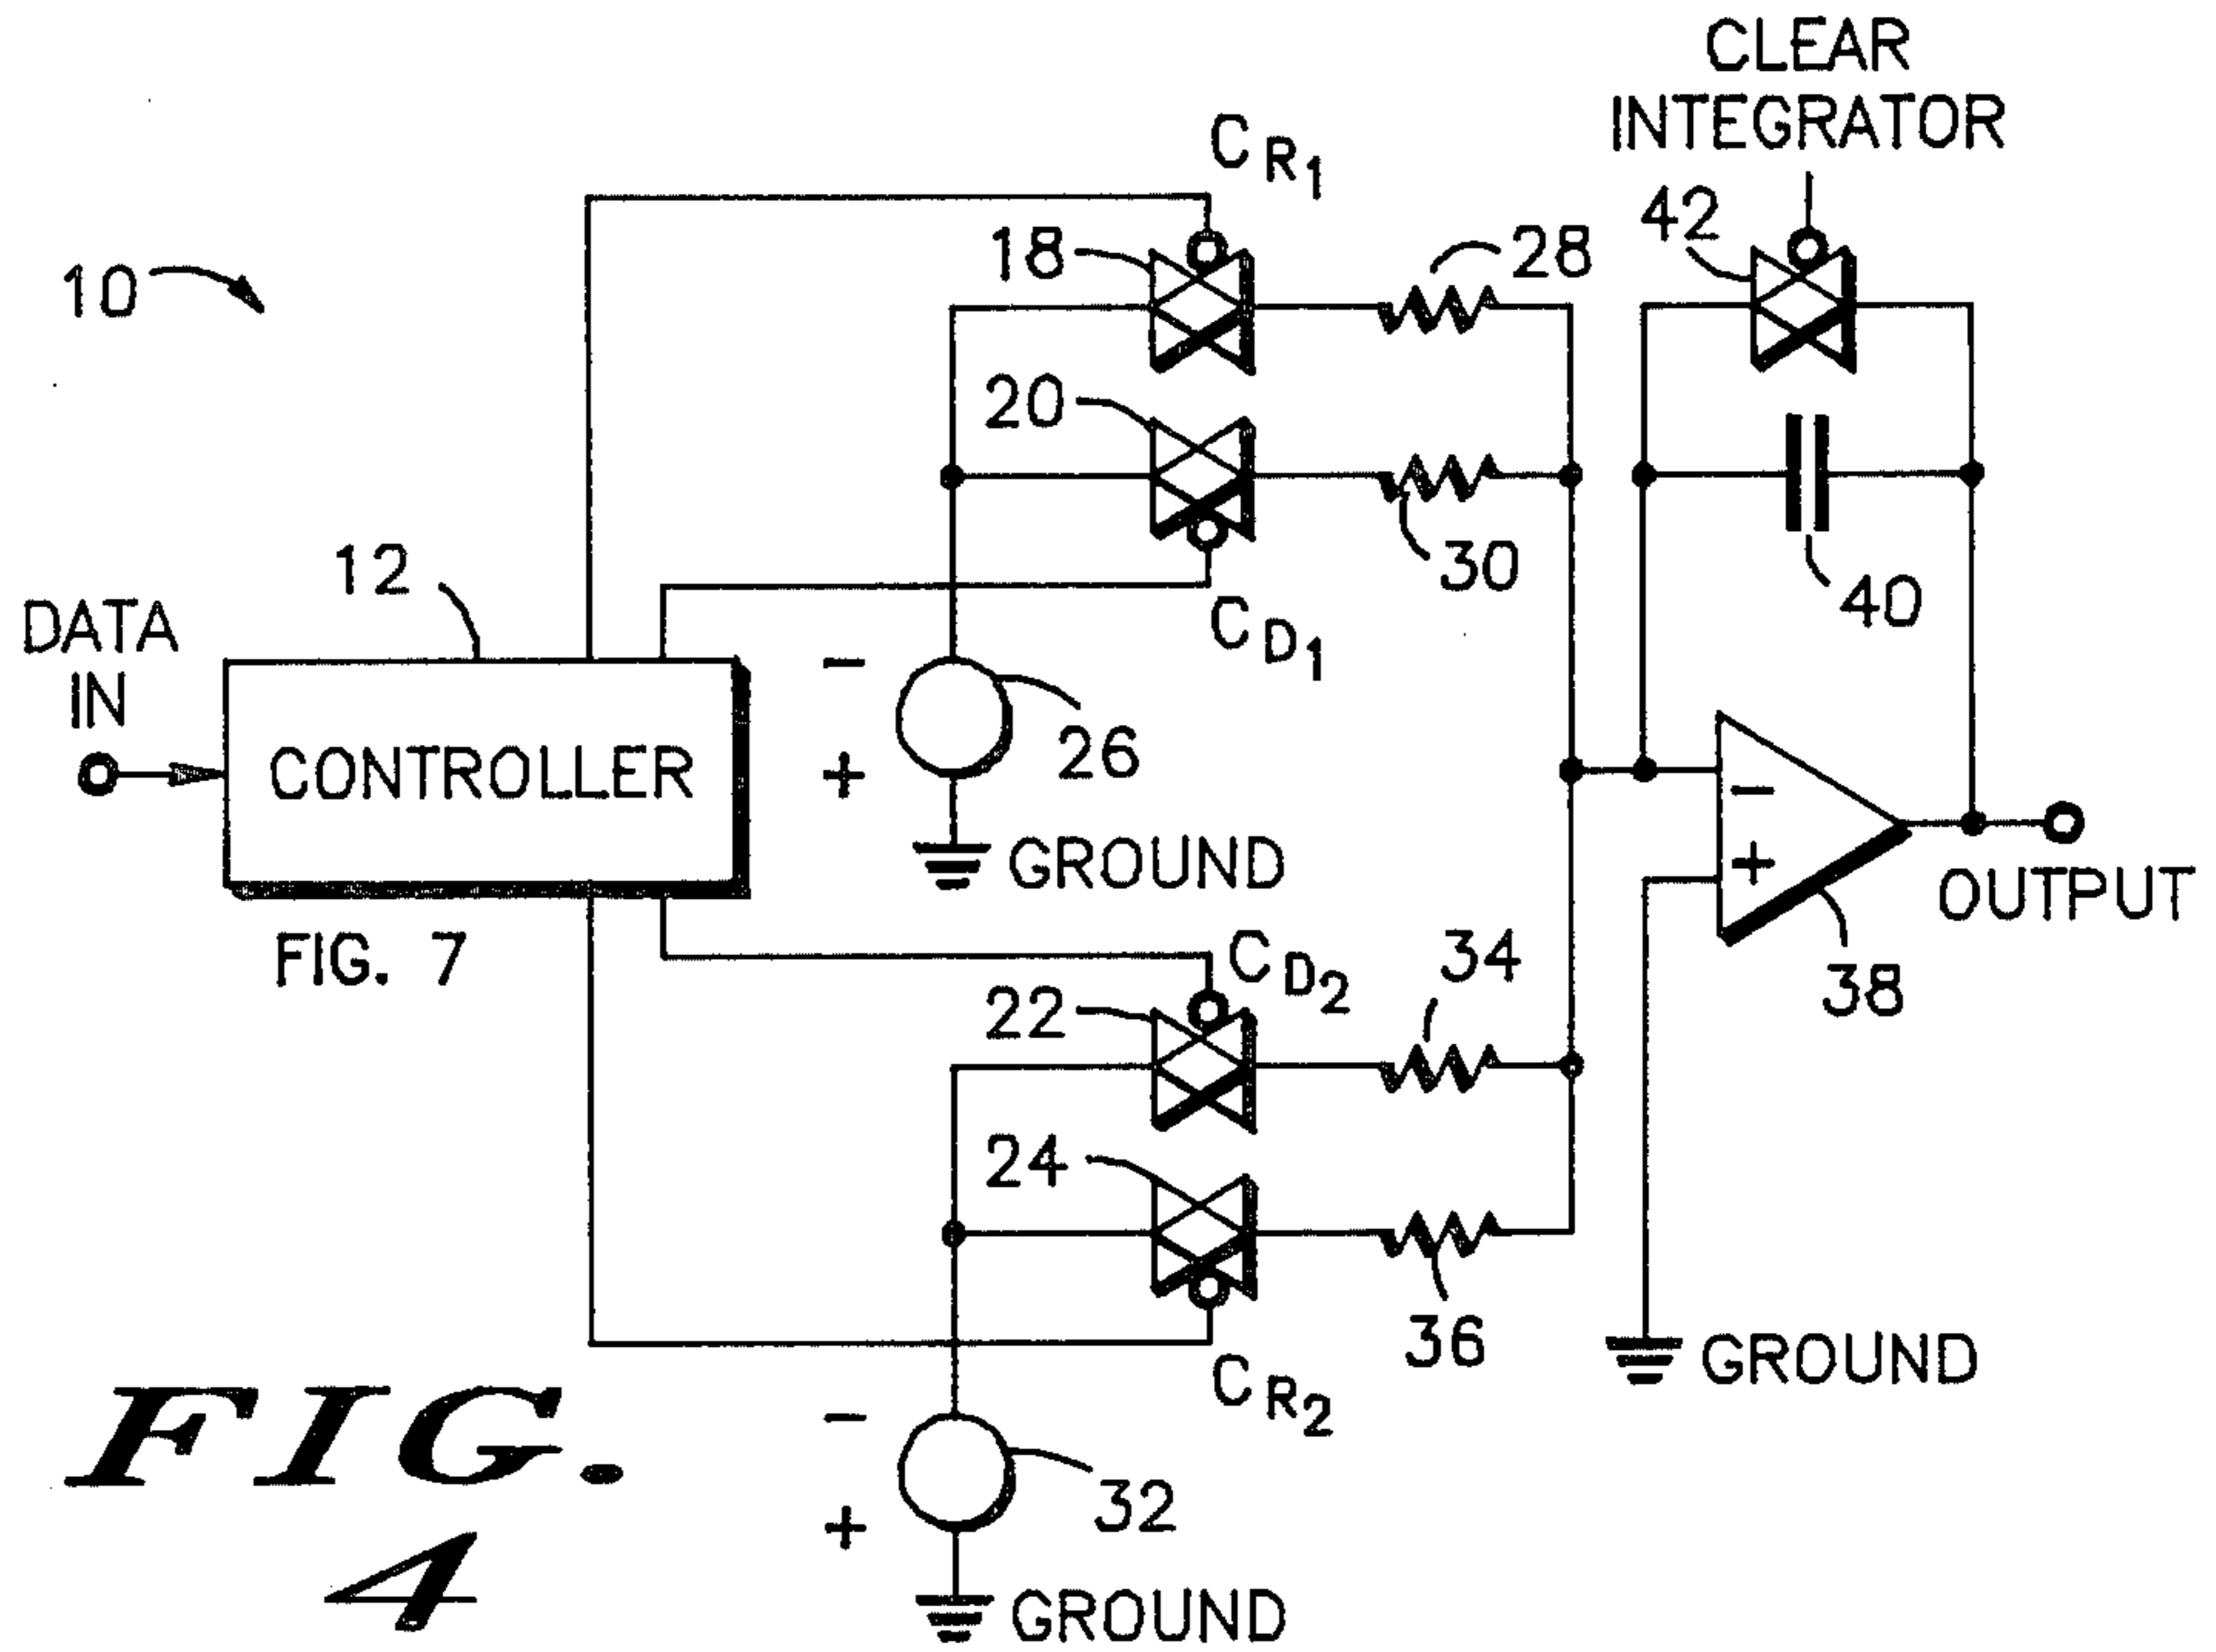 CLEAR
INTEGRATOR
C R1
42
18
28
10
20
30
12
40
DATA
IN
C D1
-
CONTROLLER
26
+
-
+
GROUND
OUTPUT
FIG. 7
C D2
34
38
22
24
36
GROUND
C R2
-
32
+
FIG.
4
GROUND